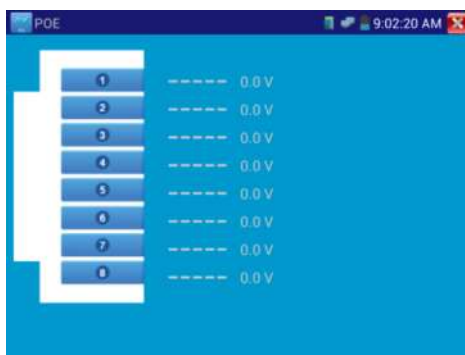 POE 9:02:20 AM
1 ----- 0.0 V
2 ----- 0.0 V
3 ----- 0.0 V
4 ----- 0.0 V
5 ----- 0.0 V
6 ----- 0.0 V
7 ----- 0.0 V
8 ----- 0.0 V